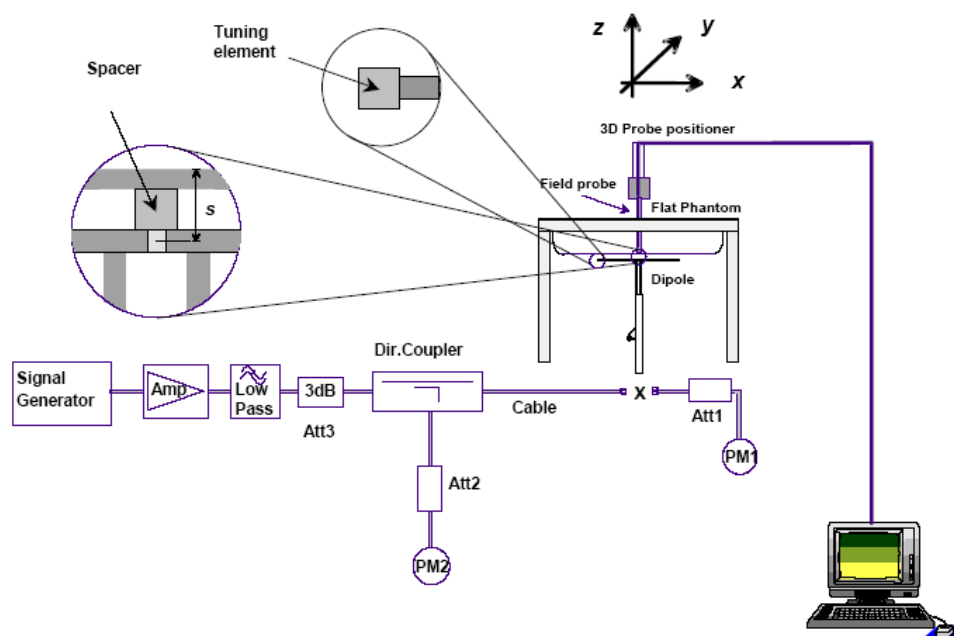 Tuning
element
Spacer
s
z
y
x
3D Probe positioner
Field probe
Flat Phantom
Dipole
Dir.Coupler
Signal
Generator
Amp
Low
Pass
3dB
Att3
Cable
X
Att1
PM1
Att2
PM2